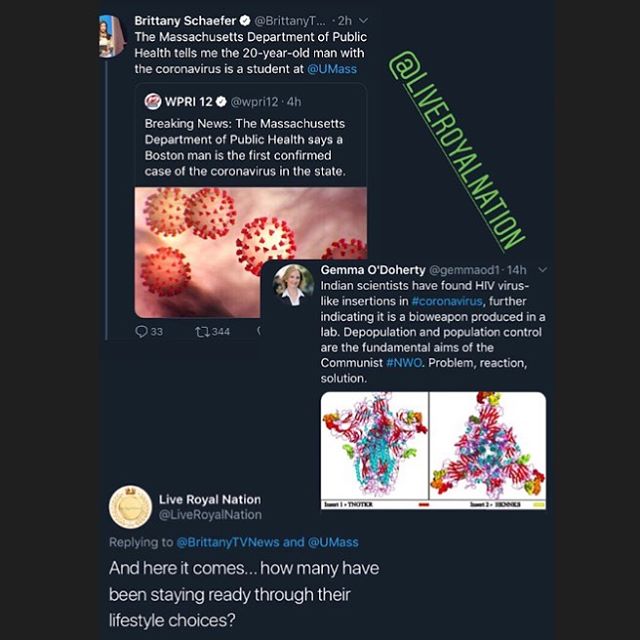 Brittany Schaefer @BrittanyT... · 2h
The Massachusetts Department of Public
Health tells me the 20-year-old man with
the coronavirus is a student at @UMass
WPRI 12 @wpri12 · 4h
Breaking News: The Massachusetts
Department of Public Health says a
Boston man is the first confirmed
case of the coronavirus in the state.
33 344
@LIVEROYALNATION
Gemma O'Doherty @gemmaod1 · 14h
Indian scientists have found HIV virus-
like insertions in #coronavirus, further
indicating it is a bioweapon produced in a
lab. Depopulation and population control
are the fundamental aims of the
Communist #NWO. Problem, reaction,
solution.
Insert 1 - TNGTKR
Insert 2 - HKNNKS
Live Royal Nation
@LiveRoyalNation
Replying to @BrittanyTVNews and @UMass
And here it comes... how many have
been staying ready through their
lifestyle choices?